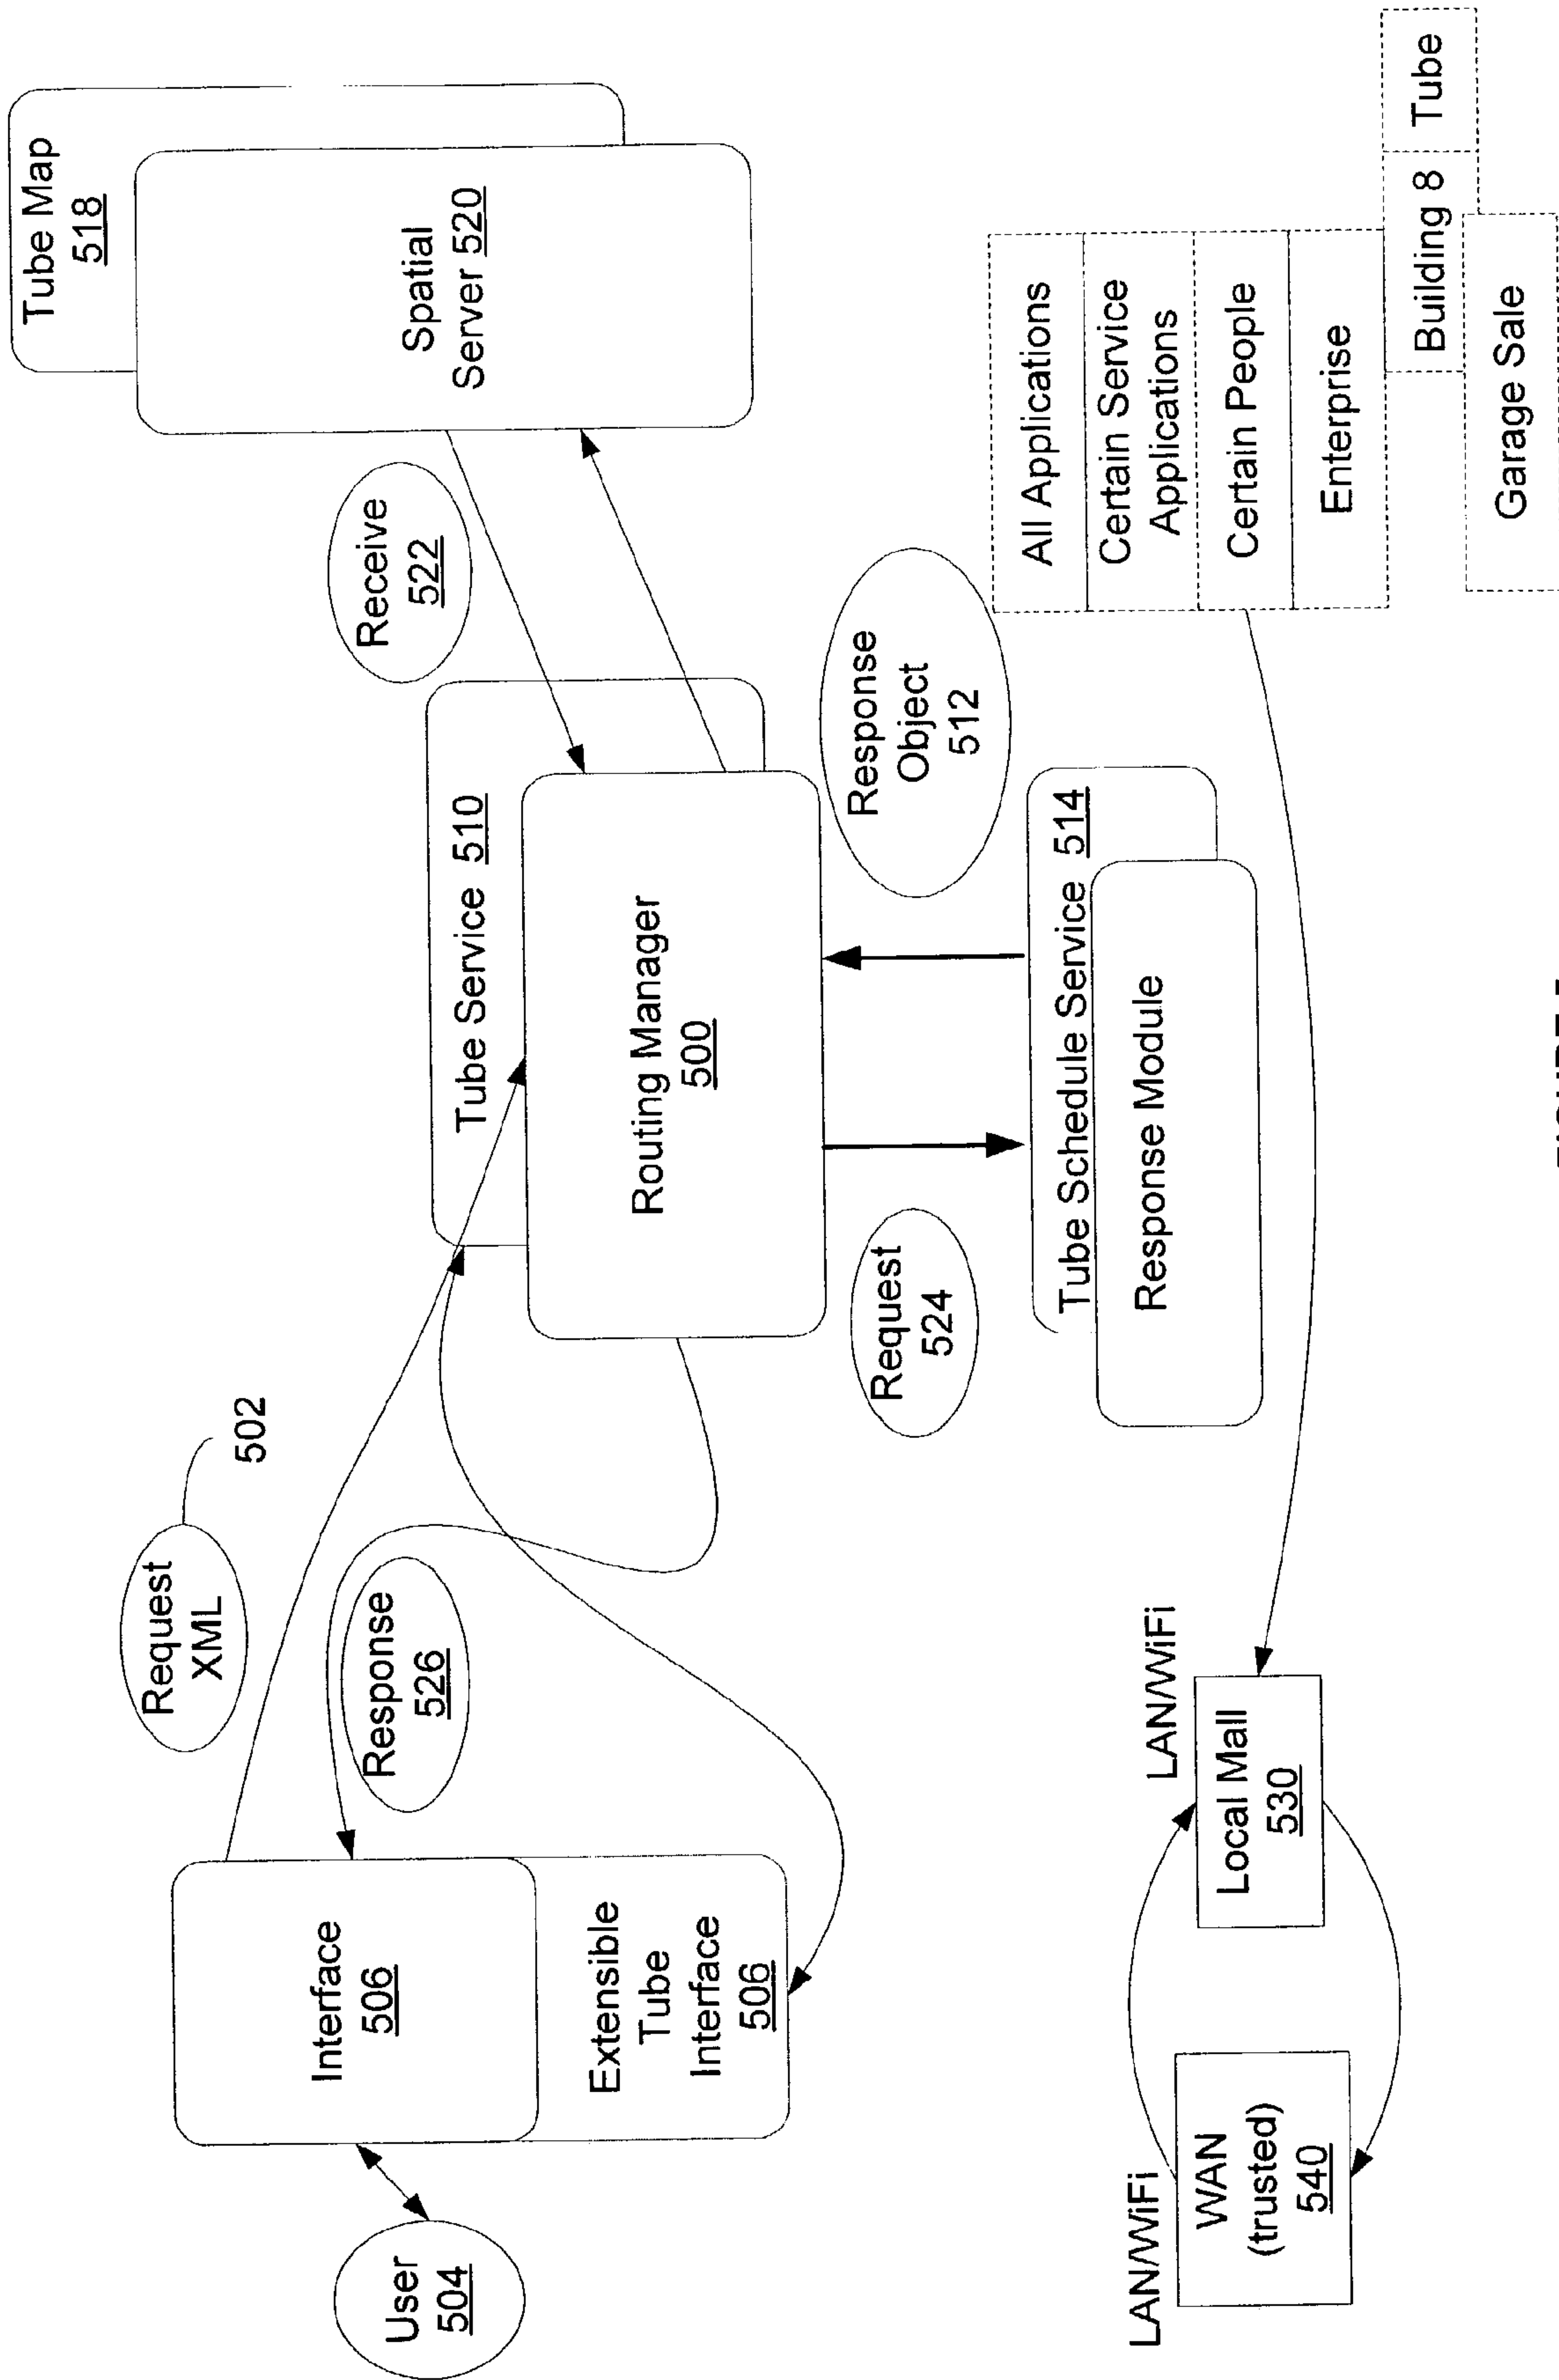 Tube Map
518
Spatial
Server 520
Receive
522
Request
XML
502
Tube Service 510
Routing Manager
500
Response
526
Interface
506
Extensible
Tube
Interface
506
User
504
Response
Object
512
Request
524
Tube Schedule Service 514
Response Module
All Applications
Certain Service
Applications
Certain People
Enterprise
Building 8
Tube
Garage Sale
LAN/WiFi
Local Mall
530
LAN/WiFi
WAN
(trusted)
540